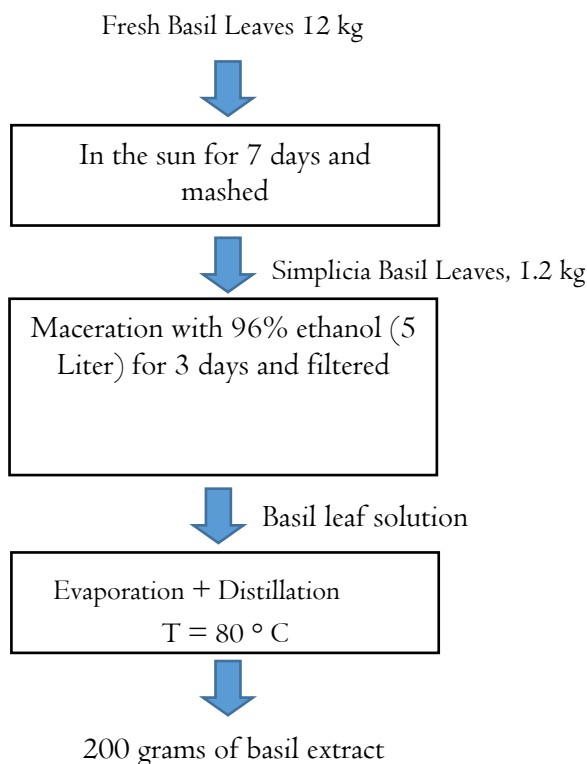 Fresh Basil Leaves 12 kg
In the sun for 7 days and
mashed
Simplicia Basil Leaves, 1.2 kg
Maceration with 96% ethanol (5
Liter) for 3 days and filtered
Basil leaf solution
Evaporation + Distillation
T = 80 ° C
200 grams of basil extract